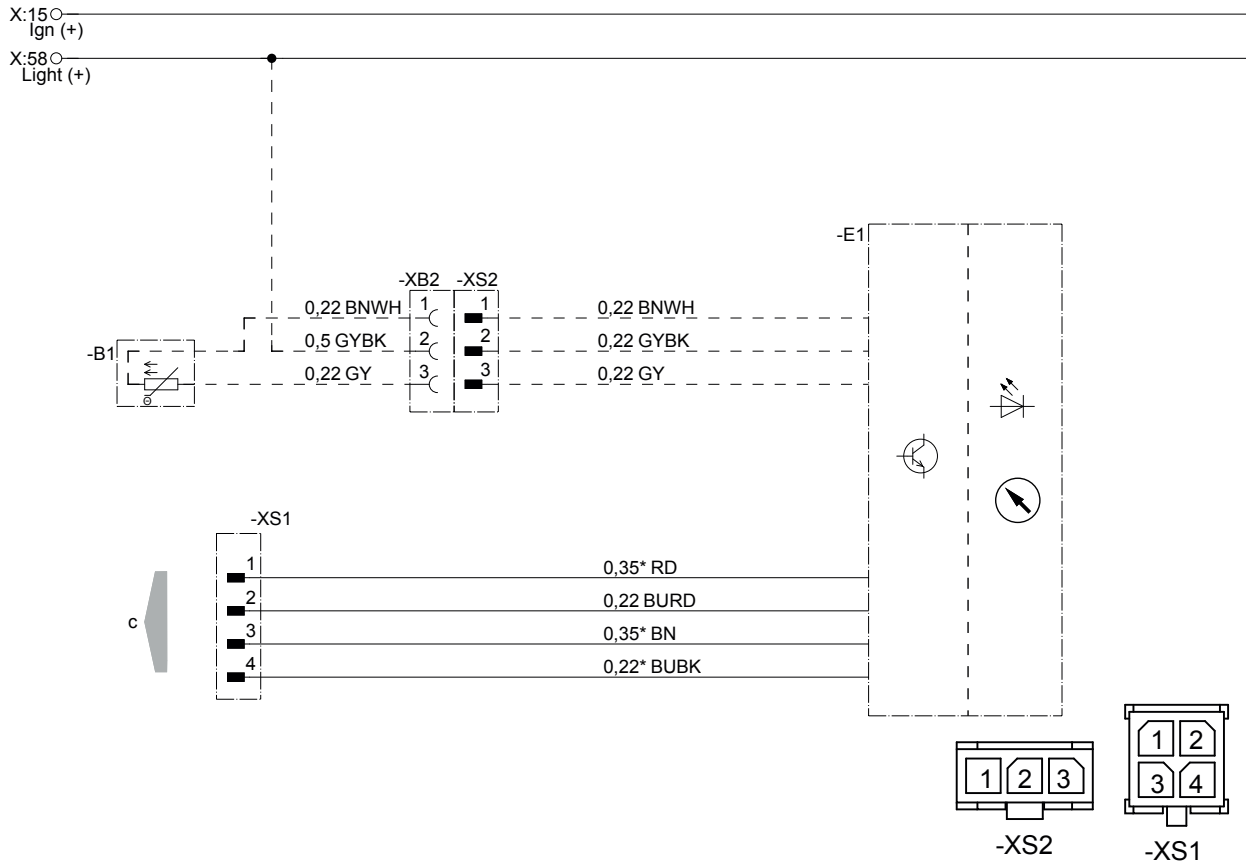 X:15
Ign (+)
X:58
Light (+)
-E1
-XB2 -XS2
0,22 BNWH 1 1 0,22 BNWH
0,5 GYBK 2 2 0,22 GYBK
-B1
0,22 GY 3 3 0,22 GY
-XS1
1 0,35* RD
2 0,22 BURD
c
3 0,35* BN
4 0,22* BUBK
1 2
3 4
1 2 3
-XS2
-XS1